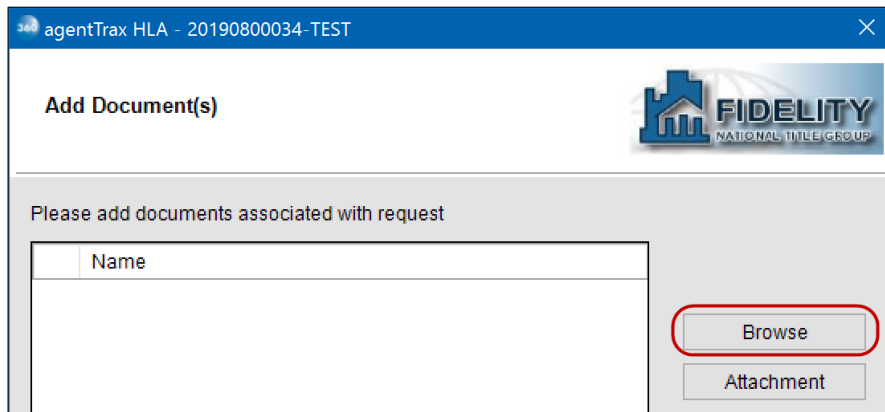 360 agentTrax HLA - 20190800034-TEST
Add Document(s)
FIDELITY
NATIONAL TITLE GROUP
Please add documents associated with request
Name
Browse
Attachment